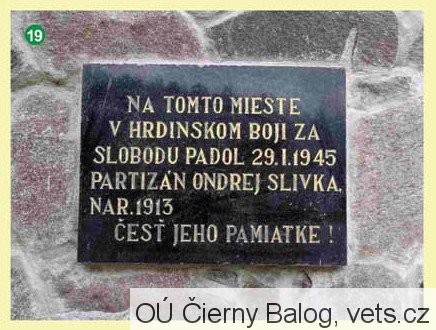 19
NA TOMTO MIESTE
V HRDINSKOM BOJI ZA
SLOBODU PADOL 29.1.1945
PARTIZÁN ONDREJ SLIVKA,
NAR.1913
ČESŤ JEHO PAMIATKE !
OÚ Čierny Balog, vets.cz